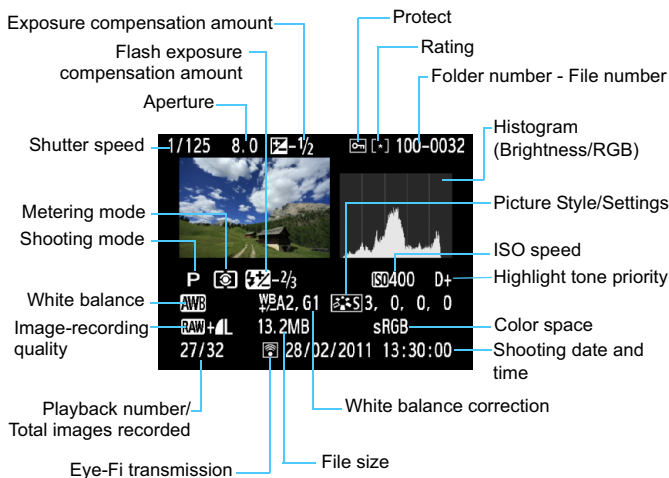 Exposure compensation amount
Protect
Flash exposure
compensation amount
Rating
Folder number - File number
Aperture
Shutter speed
1/125 8.0 -1/2 100-0032
Histogram
(Brightness/RGB)
Metering mode
Picture Style/Settings
Shooting mode
ISO speed
P -2/3 ISO400 D+
Highlight tone priority
White balance
AWB WB+/-A2, G1 S3, 0, 0, 0
Image-recording
quality
RAW+L 13.2MB sRGB
Color space
27/32 28/02/2011 13:30:00
Shooting date and
time
Playback number/
Total images recorded
White balance correction
Eye-Fi transmission
File size